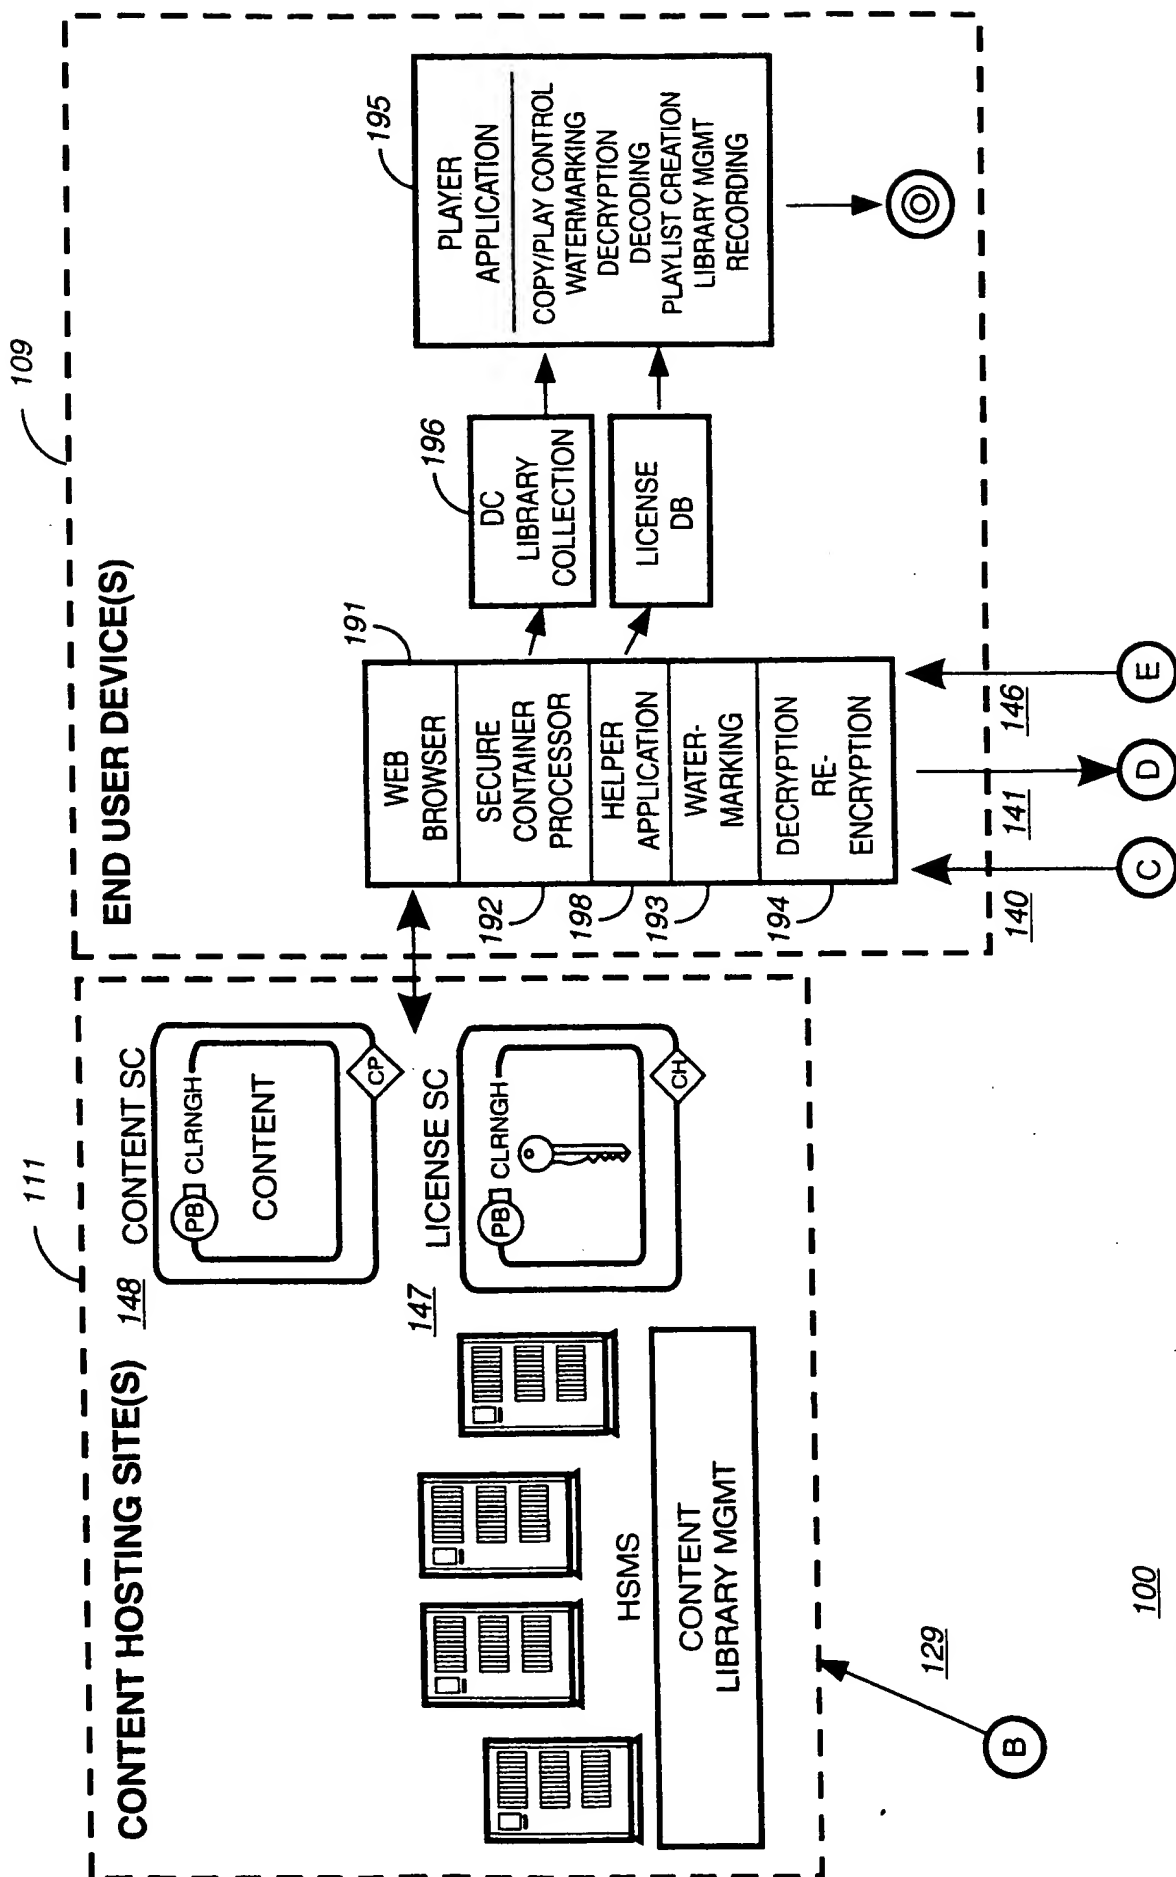 111
CONTENT HOSTING SITE(S)
148
CONTENT SC
PB
CLRNGH
CONTENT
CP
147
LICENSE SC
PB
CLRNGH
CH
HSMS
CONTENT
LIBRARY MGMT
B
129
100
109
END USER DEVICE(S)
191
WEB
BROWSER
192
SECURE
CONTAINER
PROCESSOR
198
HELPER
APPLICATION
193
WATER-
MARKING
194
DECRYPTION
RE-
ENCRYPTION
196
DC
LIBRARY
COLLECTION
LICENSE
DB
195
PLAYER
APPLICATION
COPY/PLAY CONTROL
WATERMARKING
DECRYPTION
DECODING
PLAYLIST CREATION
LIBRARY MGMT
RECORDING
140
141
146
C
D
E